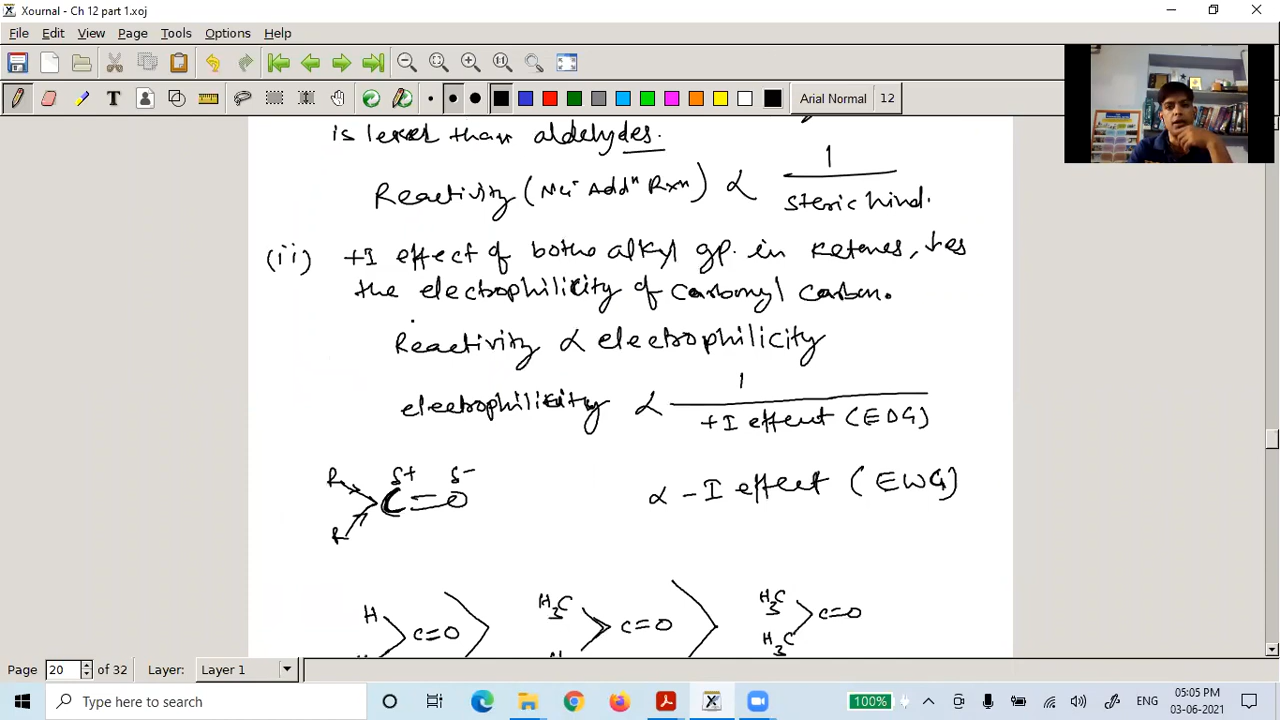 Xournal - Ch 12 part 1.xoj
File Edit View Page Tools Options Help
Arial Normal 12
is lesser than aldehydes.
Reactivity (Nu⁻ Addⁿ Rxn) ∝ 1 / steric hind.
(ii) +I effect of both alkyl gp. in ketones, ↓es
the electrophilicity of carbonyl carbon.
Reactivity ∝ electrophilicity
electrophilicity ∝ 1 / +I effect (EDG)
R δ+ δ-
C=O
R
∝ -I effect (EWG)
H H₃C H₃C
C=O > C=O > C=O
H₃C
Page 20 of 32 Layer: Layer 1
Type here to search
100%
ENG
05:05 PM
03-06-2021